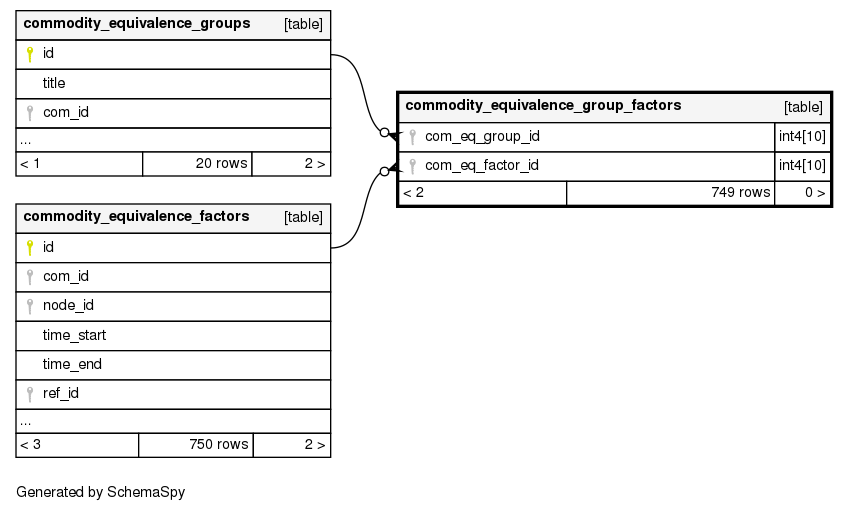 commodity_equivalence_groups [table]
id
title
com_id
...
< 1 20 rows 2 >
commodity_equivalence_group_factors [table]
com_eq_group_id int4[10]
com_eq_factor_id int4[10]
< 2 749 rows 0 >
commodity_equivalence_factors [table]
id
com_id
node_id
time_start
time_end
ref_id
...
< 3 750 rows 2 >
Generated by SchemaSpy